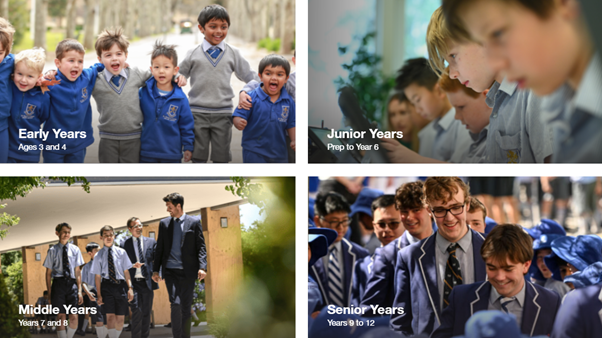 Early Years
Ages 3 and 4
Junior Years
Prep to Year 6
Middle Years
Years 7 and 8
Senior Years
Years 9 to 12